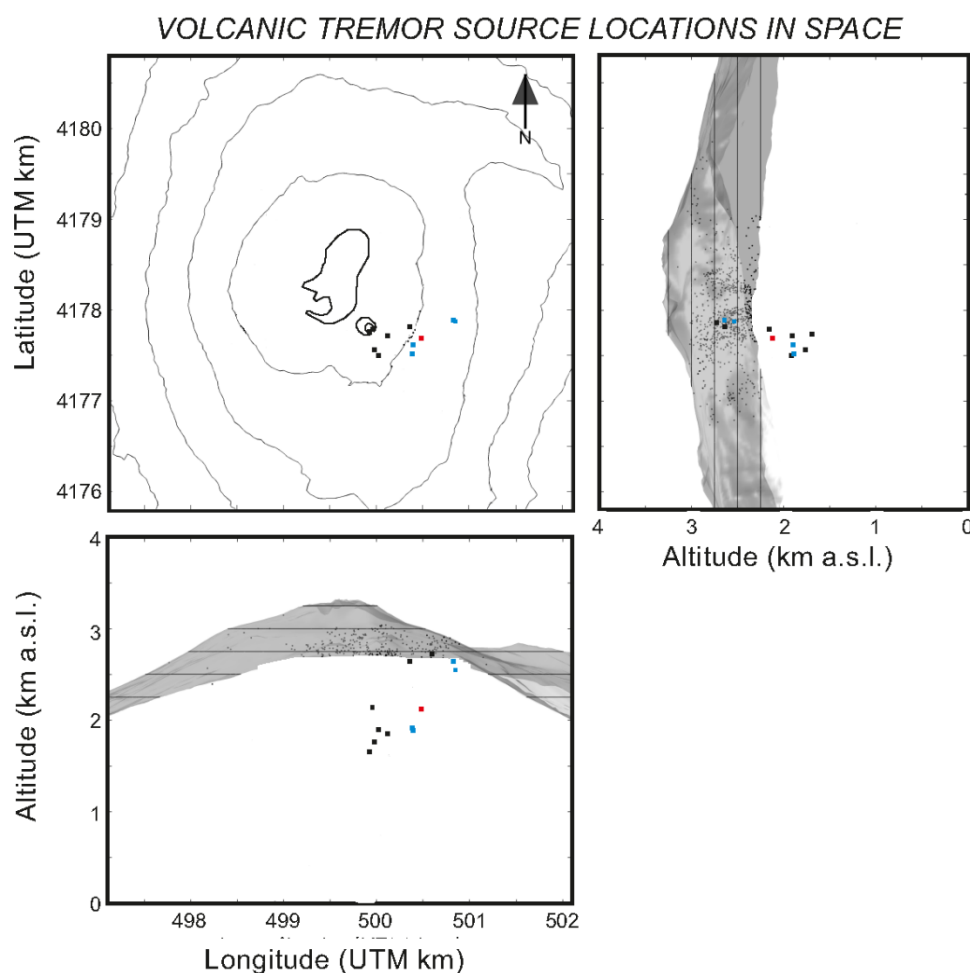 VOLCANIC TREMOR SOURCE LOCATIONS IN SPACE
N
Latitude (UTM km)
4180
4179
4178
4177
4176
4 3 2 1 0
Altitude (km a.s.l.)
Altitude (km a.s.l.)
4
3
2
1
0
498 499 500 501 502
Longitude (UTM km)